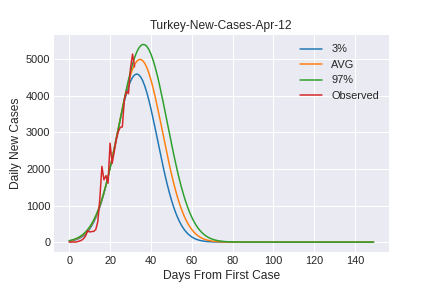 Turkey-New-Cases-Apr-12
3%
AVG
97%
Observed
5000
4000
3000
2000
1000
0
Daily New Cases
0 20 40 60 80 100 120 140
Days From First Case